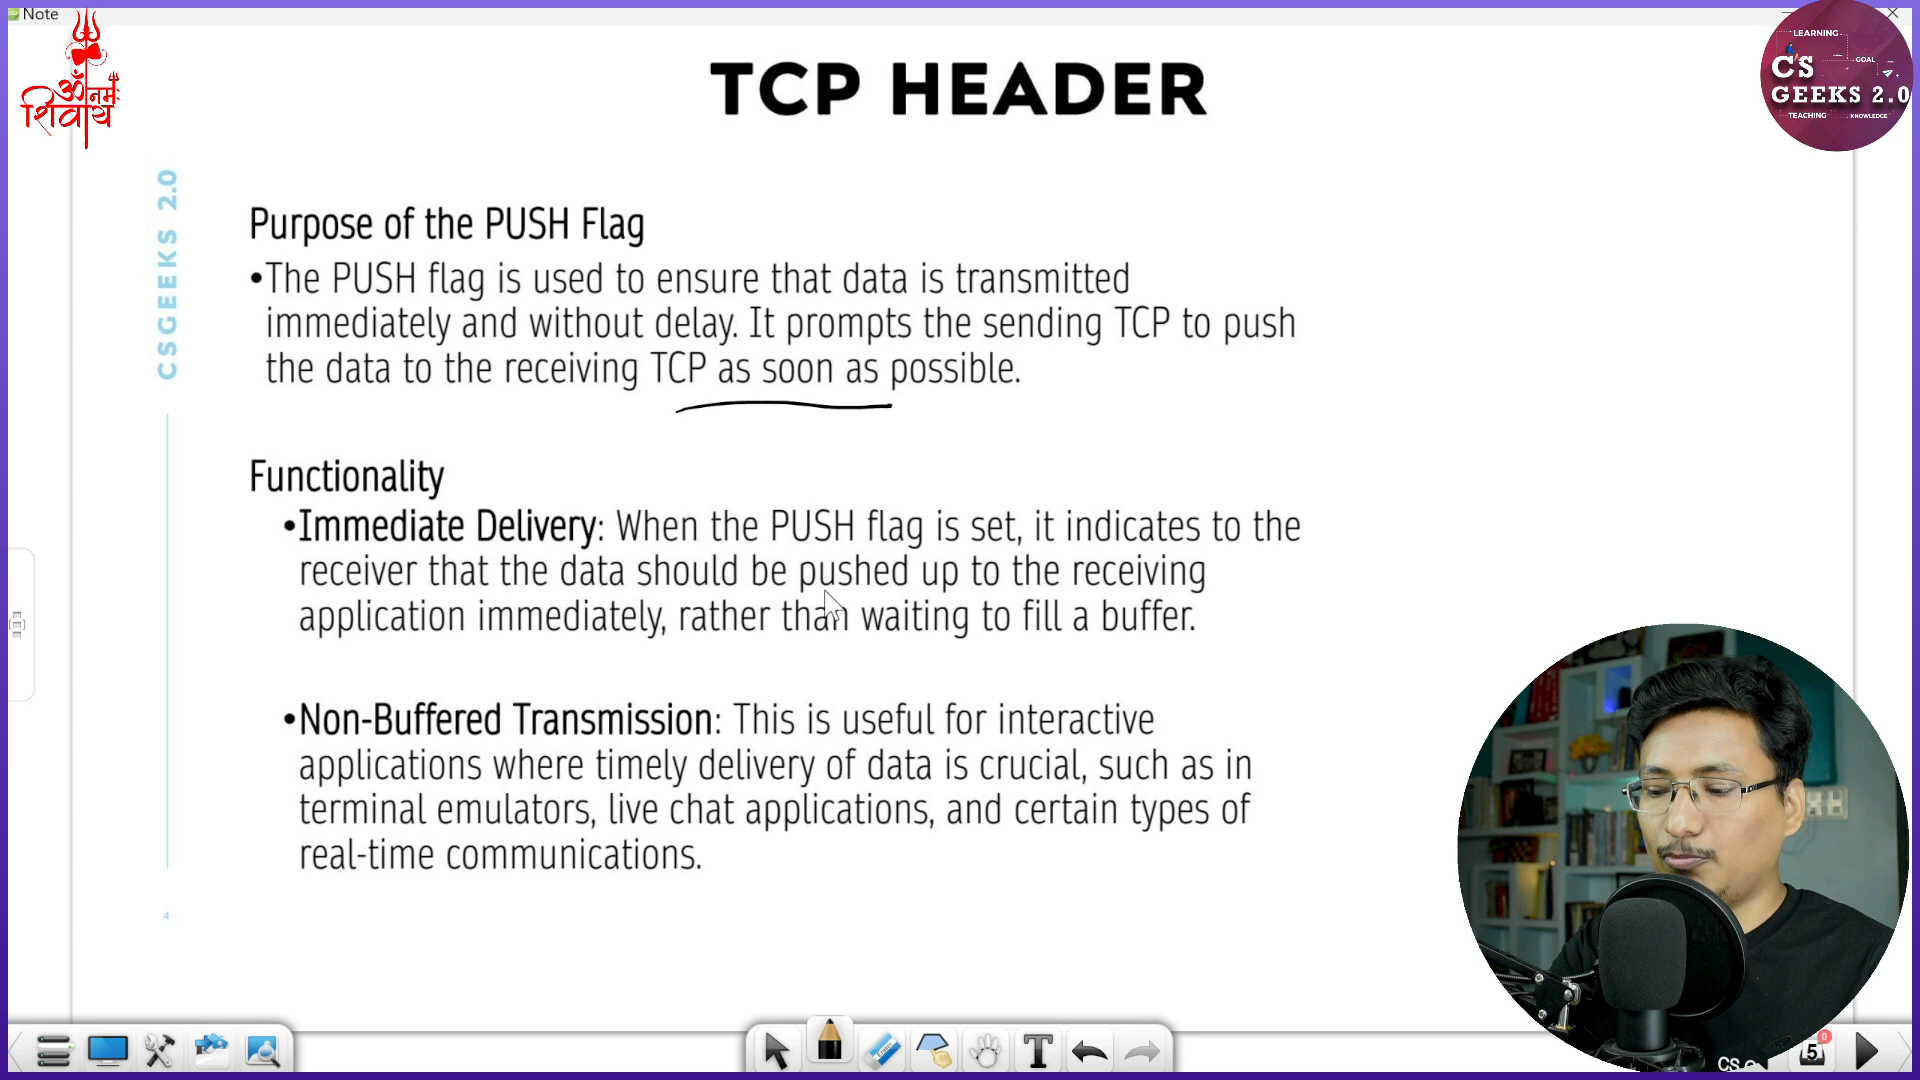 Note
ॐ नमः
शिवाय
TCP HEADER
LEARNING
GOAL
CS
GEEKS 2.0
TEACHING
KNOWLEDGE
CSGEEKS 2.0
Purpose of the PUSH Flag
•The PUSH flag is used to ensure that data is transmitted
immediately and without delay. It prompts the sending TCP to push
the data to the receiving TCP as soon as possible.
Functionality
•Immediate Delivery: When the PUSH flag is set, it indicates to the
receiver that the data should be pushed up to the receiving
application immediately, rather than waiting to fill a buffer.
•Non-Buffered Transmission: This is useful for interactive
applications where timely delivery of data is crucial, such as in
terminal emulators, live chat applications, and certain types of
real-time communications.
4
T
5
0